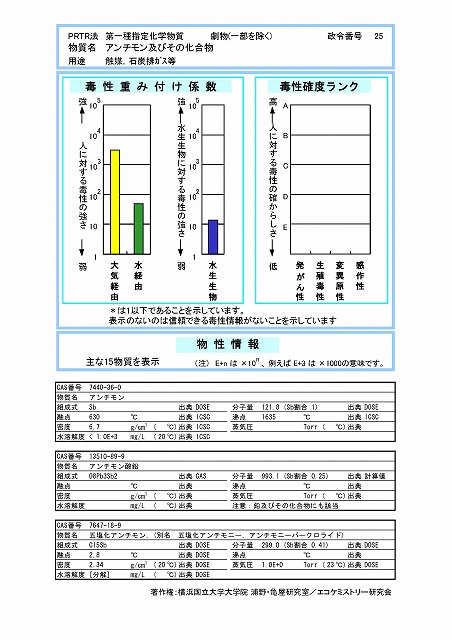 PRTR法 第一種指定化学物質 劇物(一部を除く) 政令番号 25
物質名 アンチモン及びその化合物
用途 触媒，石炭排ｶﾞｽ等
毒性重み付け係数
毒性確度ランク
強 10⁵ 強 10⁵ 高 A
10⁴ 10⁴ B
10³ 10³ C
10² 10² D
10 10 E
弱 1 弱 1 低
人に対する毒性の強さ
水生生物に対する毒性の強さ
人に対する毒性の確からしさ
大気経由
水経由
水生生物
発がん性
生殖毒性
変異原性
感作性
＊は1以下であることを示しています。
表示のないのは信頼できる毒性情報がないことを示しています
物性情報
主な15物質を表示 （注） E+n は ×10ⁿ 、例えば E+3 は ×1000の意味です。
CAS番号 7440-36-0
物質名 アンチモン
組成式 Sb 出典 DOSE 分子量 121.8 (Sb割合 1) 出典 DOSE
融点 630 ℃ 出典 ICSC 沸点 1635 ℃ 出典 ICSC
密度 6.7 g/cm³ ( ℃) 出典 ICSC 蒸気圧 Torr ( ℃) 出典
水溶解度 < 1.0E+3 mg/L (20℃) 出典 ICSC
CAS番号 13510-89-9
物質名 アンチモン酸鉛
組成式 O8Pb3Sb2 出典 CAS 分子量 993.1 (Sb割合 0.25) 出典 計算値
融点 ℃ 出典 沸点 ℃ 出典
密度 g/cm³ ( ℃) 出典 蒸気圧 Torr ( ℃) 出典
水溶解度 mg/L ( ℃) 出典 注意：鉛及びその化合物にも該当
CAS番号 7647-18-9
物質名 五塩化アンチモン，(別名 五塩化アンチモニー，アンチモニーパークロライド)
組成式 Cl5Sb 出典 DOSE 分子量 299.0 (Sb割合 0.41) 出典 DOSE
融点 2.8 ℃ 出典 DOSE 沸点 ℃ 出典
密度 2.34 g/cm³ (20℃) 出典 DOSE 蒸気圧 1.0E+0 Torr (23℃) 出典 DOSE
水溶解度 [分解] mg/L ( ℃) 出典 DOSE
著作権：横浜国立大学大学院 浦野・亀屋研究室／エコケミストリー研究会